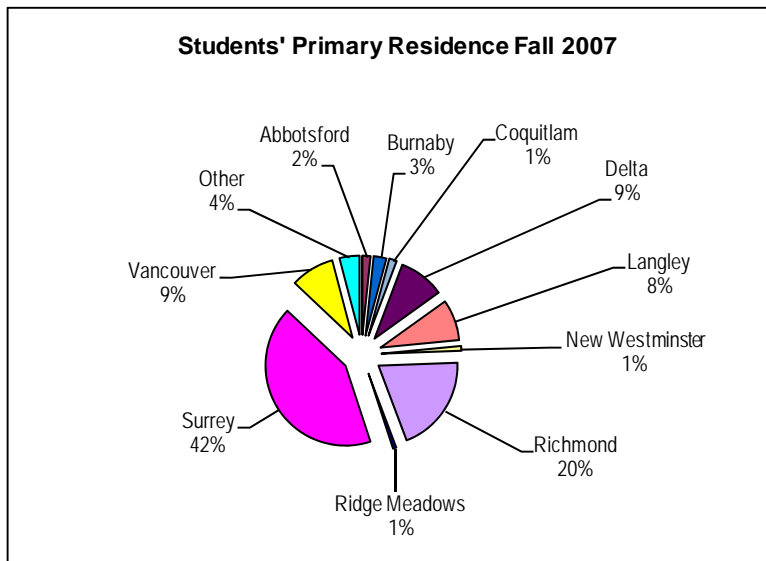 Students' Primary Residence Fall 2007
Abbotsford
2%
Burnaby
3%
Coquitlam
1%
Delta
9%
Langley
8%
New Westminster
1%
Richmond
20%
Ridge Meadows
1%
Surrey
42%
Vancouver
9%
Other
4%